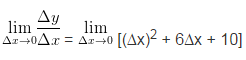 lim Δx→0 Δy/Δx = lim Δx→0 [(Δx)² + 6Δx + 10]